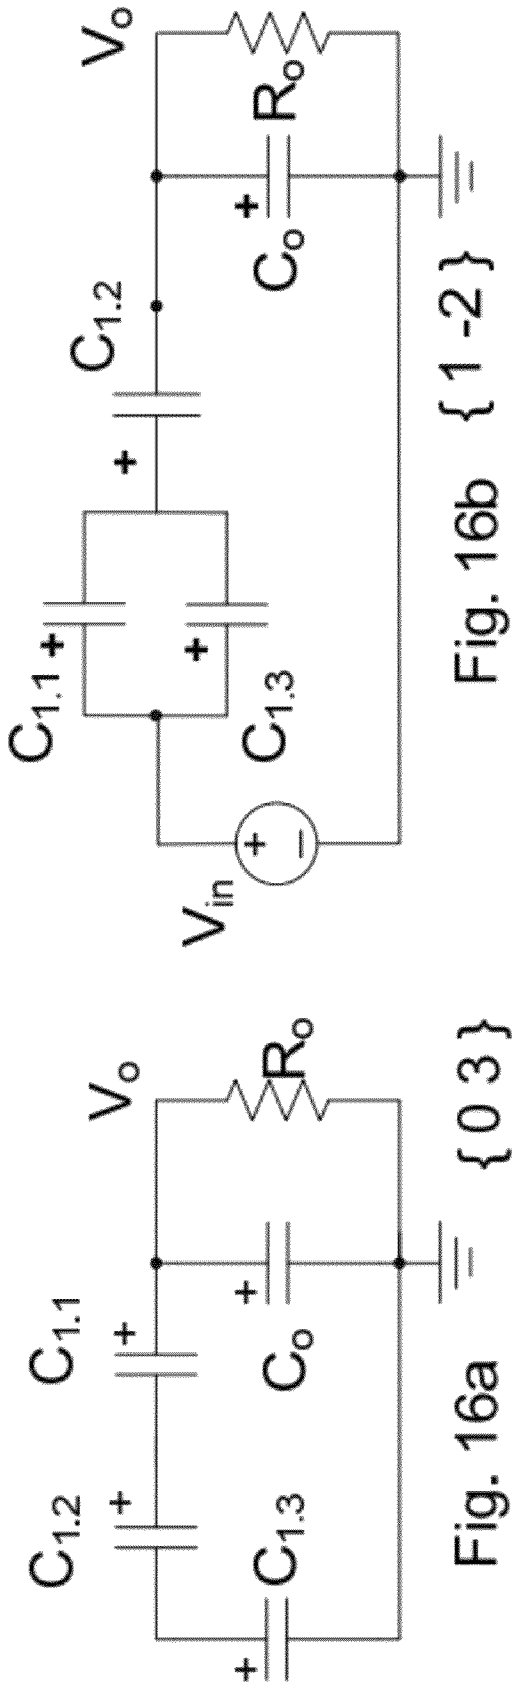 C1.2
C1.1
Vo
+
+
+
C1.3
+
Co
Ro
Fig. 16a
{ 0 3 }
Vin
+
−
C1.1
+
C1.3
+
C1.2
+
Vo
+
Co
Ro
Fig. 16b
{ 1 -2 }